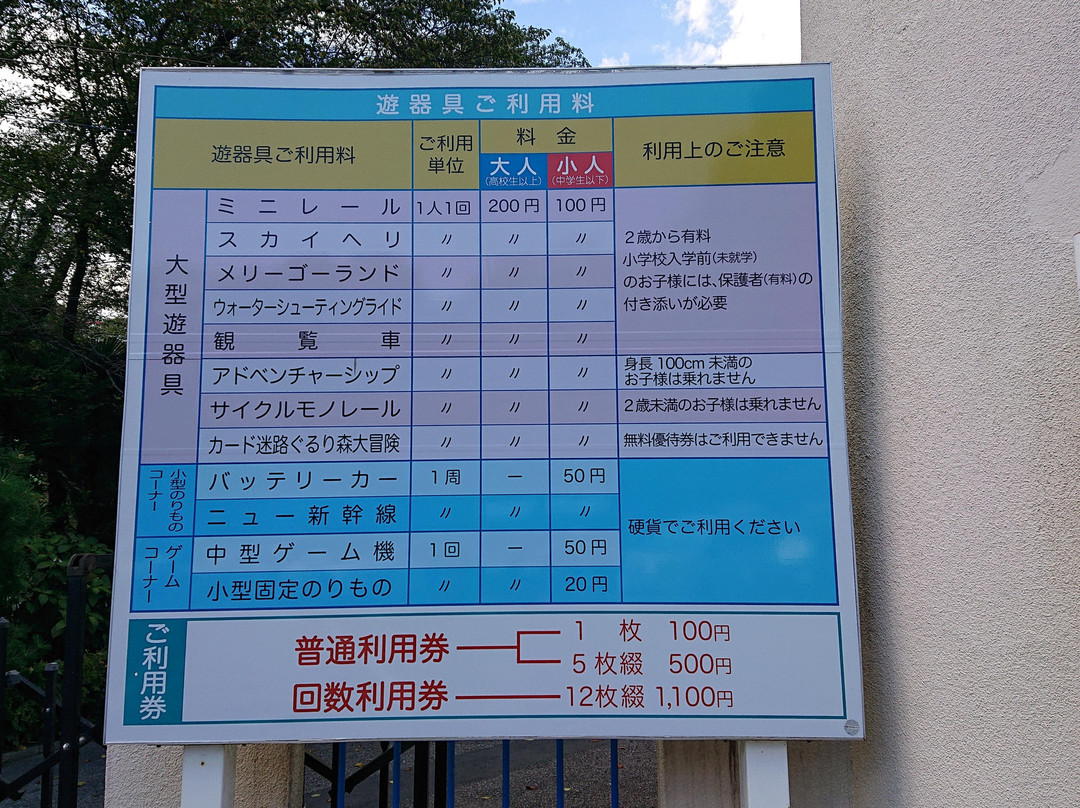 遊器具ご利用料
遊器具ご利用料 ご利用単位 料金 利用上のご注意
大人(高校生以上) 小人(中学生以下)
大型遊器具
ミニレール 1人1回 200円 100円
スカイヘリ 〃 〃 〃
メリーゴーランド 〃 〃 〃
ウォーターシューティングライド 〃 〃 〃
観覧車 〃 〃 〃
2歳から有料
小学校入学前(未就学)
のお子様には、保護者(有料)の
付き添いが必要
アドベンチャーシップ 〃 〃 〃 身長100cm未満の
お子様は乗れません
サイクルモノレール 〃 〃 〃 2歳未満のお子様は乗れません
カード迷路ぐるり森大冒険 〃 〃 〃 無料優待券はご利用できません
小型のりもの
コーナー
バッテリーカー 1周 ー 50円
ニュー新幹線 〃 〃 〃
ゲーム
コーナー
中型ゲーム機 1回 ー 50円
小型固定のりもの 〃 〃 20円
硬貨でご利用ください
ご利用券
普通利用券 1枚 100円
5枚綴 500円
回数利用券 12枚綴 1,100円